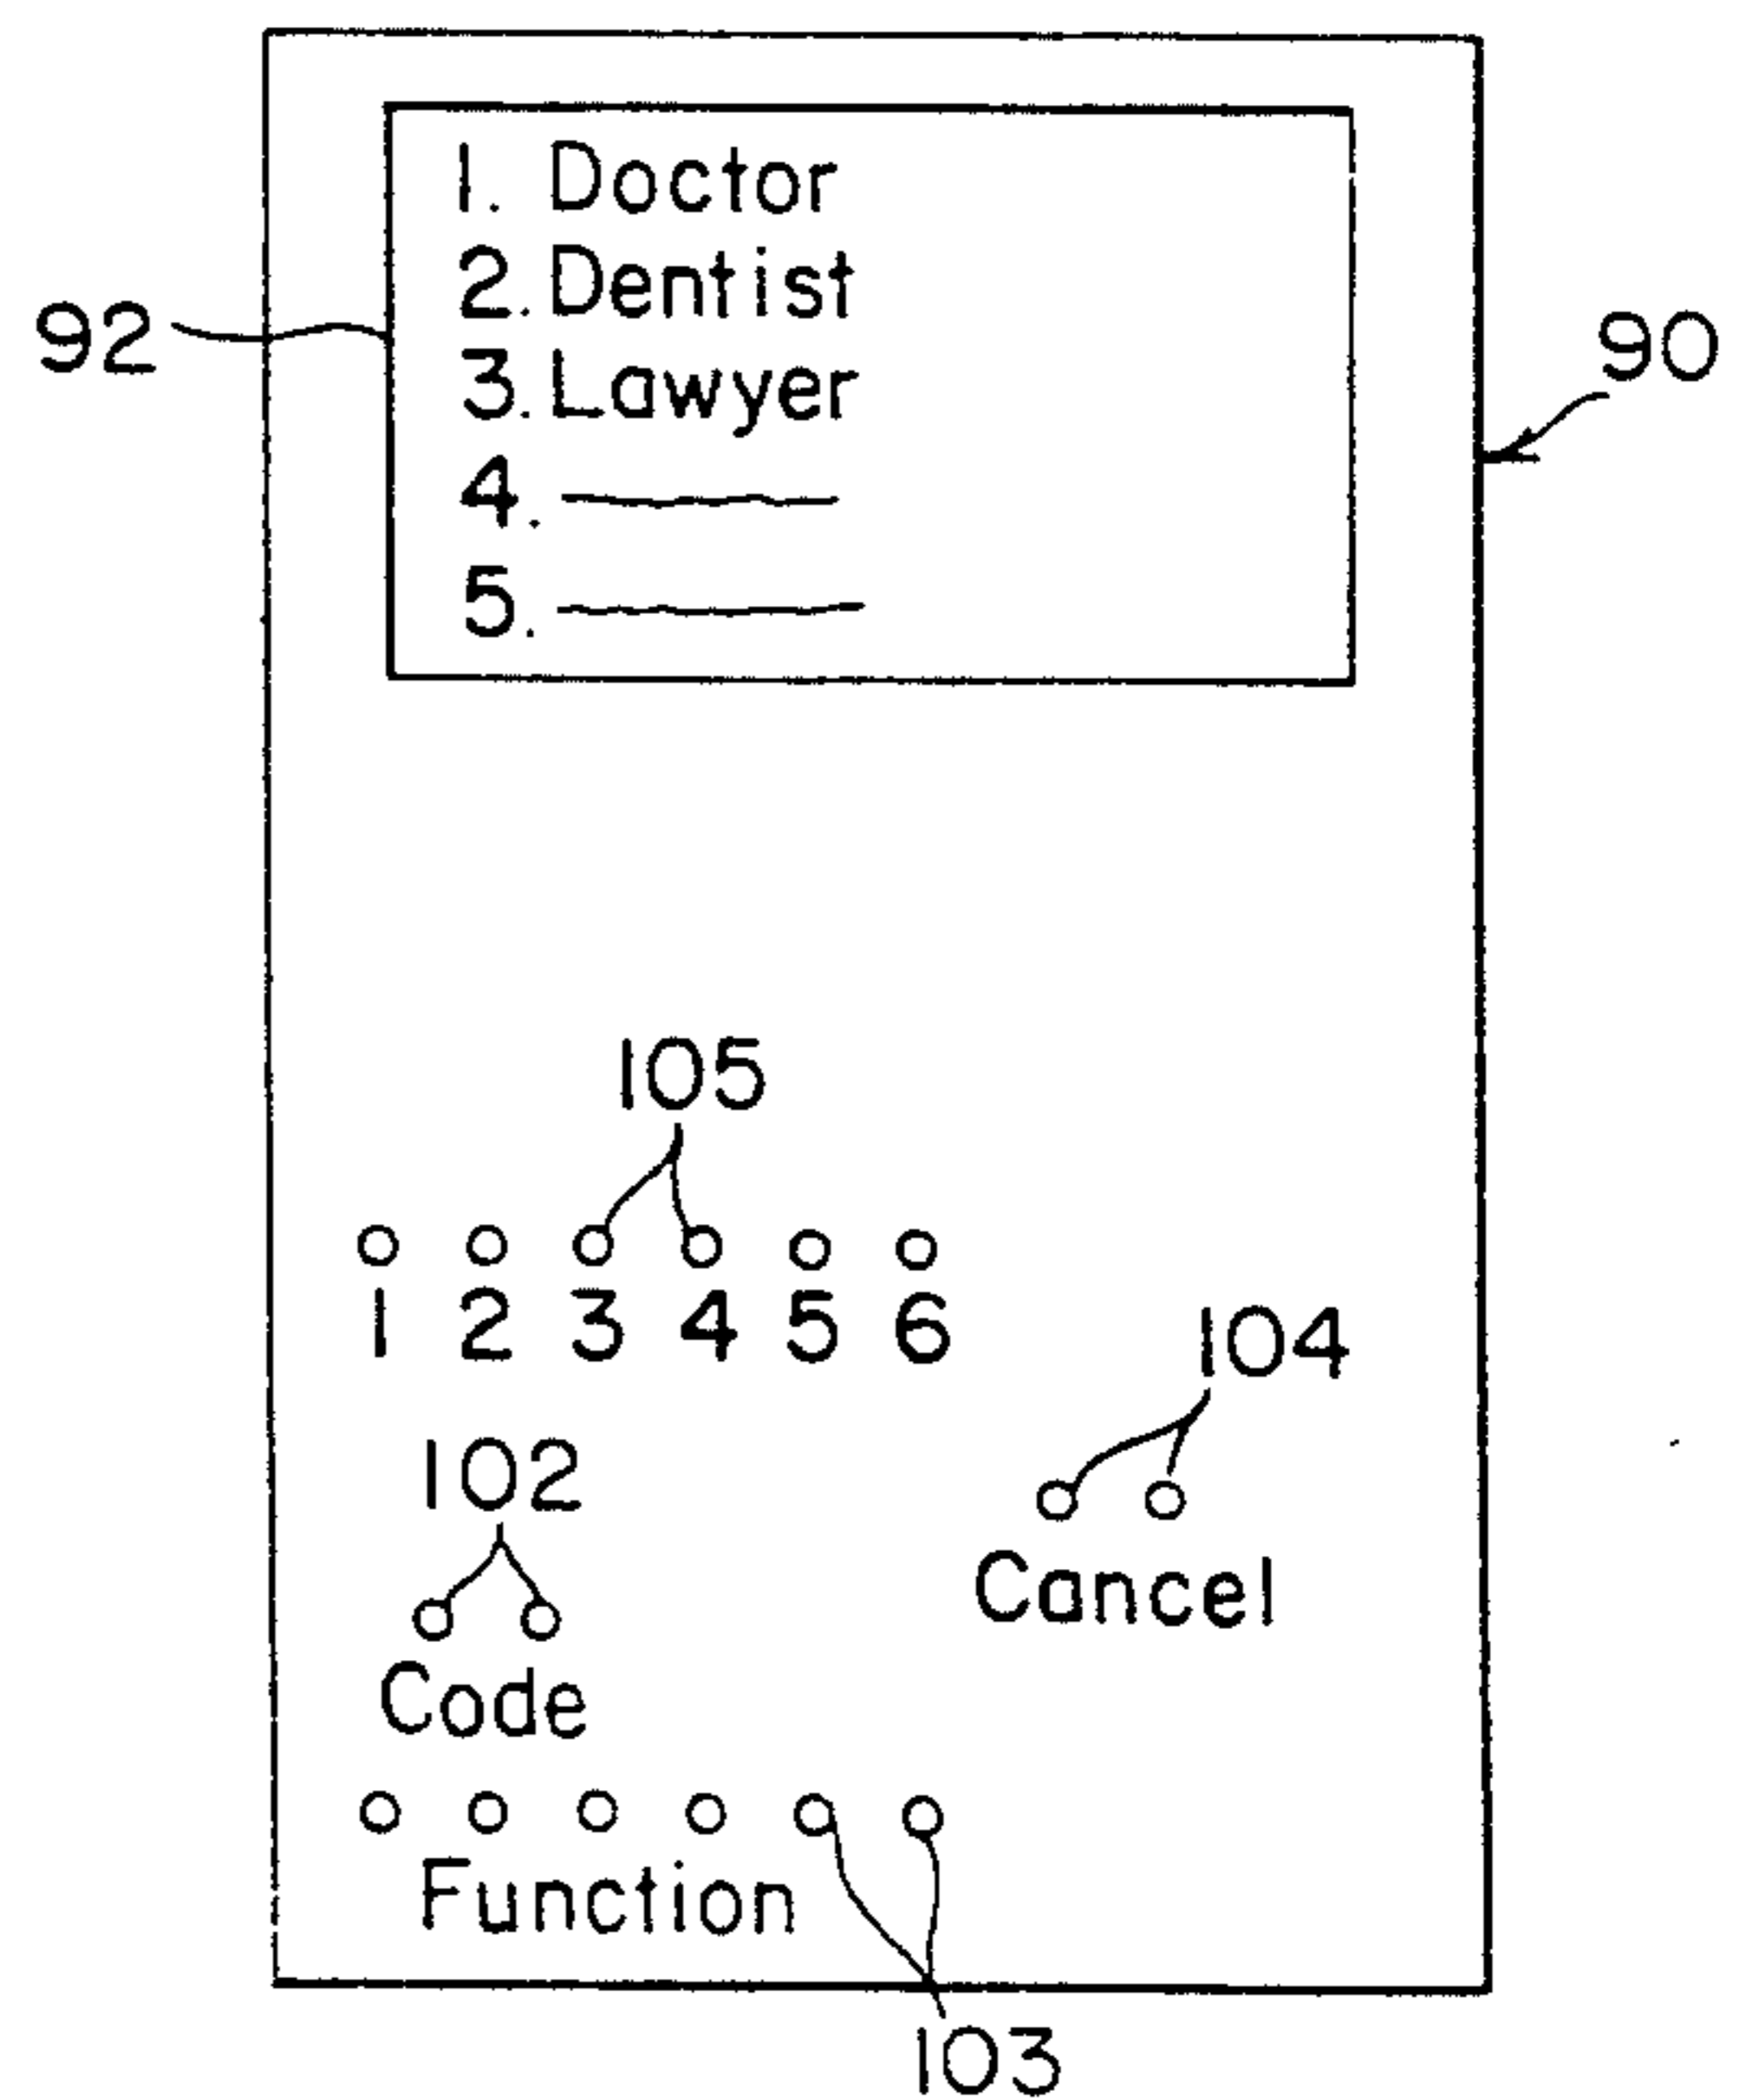 1. Doctor
2. Dentist
92
90
3. Lawyer
4.
5.
105
1 2 3 4 5 6
104
102
Cancel
Code
Function
103